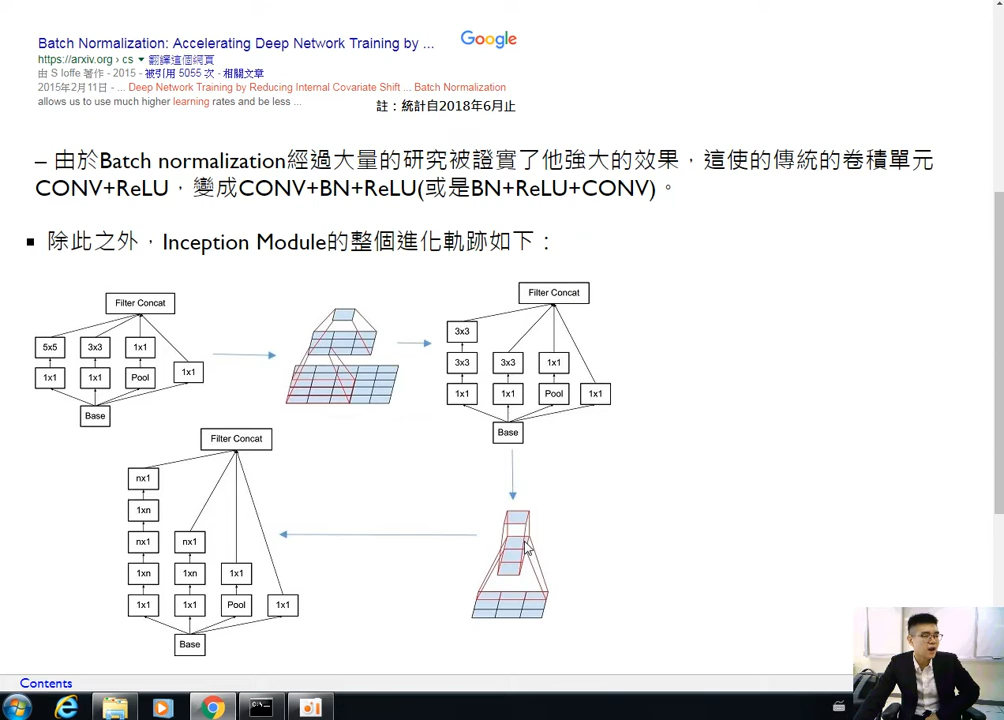 Batch Normalization: Accelerating Deep Network Training by ...
Google
https://arxiv.org › cs ▼ 翻譯這個網頁
由 S Ioffe 著作 - 2015 - 被引用 5055 次 - 相關文章
2015年2月11日 - ... Deep Network Training by Reducing Internal Covariate Shift ... Batch Normalization
allows us to use much higher learning rates and be less ...
註：統計自2018年6月止
– 由於Batch normalization經過大量的研究被證實了他強大的效果，這使的傳統的卷積單元
CONV+ReLU，變成CONV+BN+ReLU(或是BN+ReLU+CONV)。
▪ 除此之外，Inception Module的整個進化軌跡如下：
Filter Concat
5x5 3x3 1x1
1x1 1x1 Pool 1x1
Base
Filter Concat
3x3
3x3 3x3 1x1
1x1 1x1 Pool 1x1
Base
Filter Concat
nx1
1xn
nx1 nx1
1xn 1xn 1x1
1x1 1x1 Pool 1x1
Base
Contents